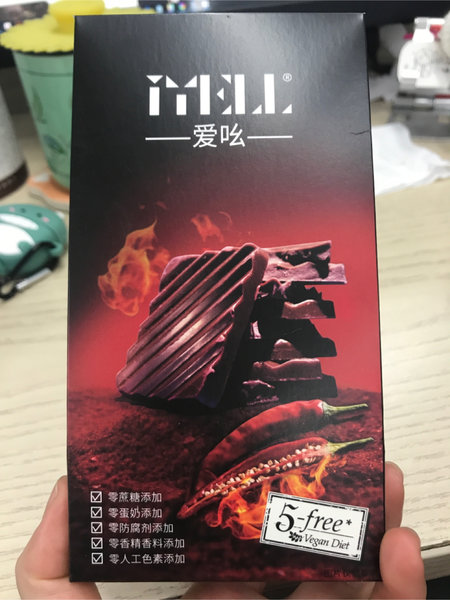 iYELL®
爱吆
零蔗糖添加
零蛋奶添加
零防腐剂添加
零香精香料添加
零人工色素添加
5-free*
Vegan Diet